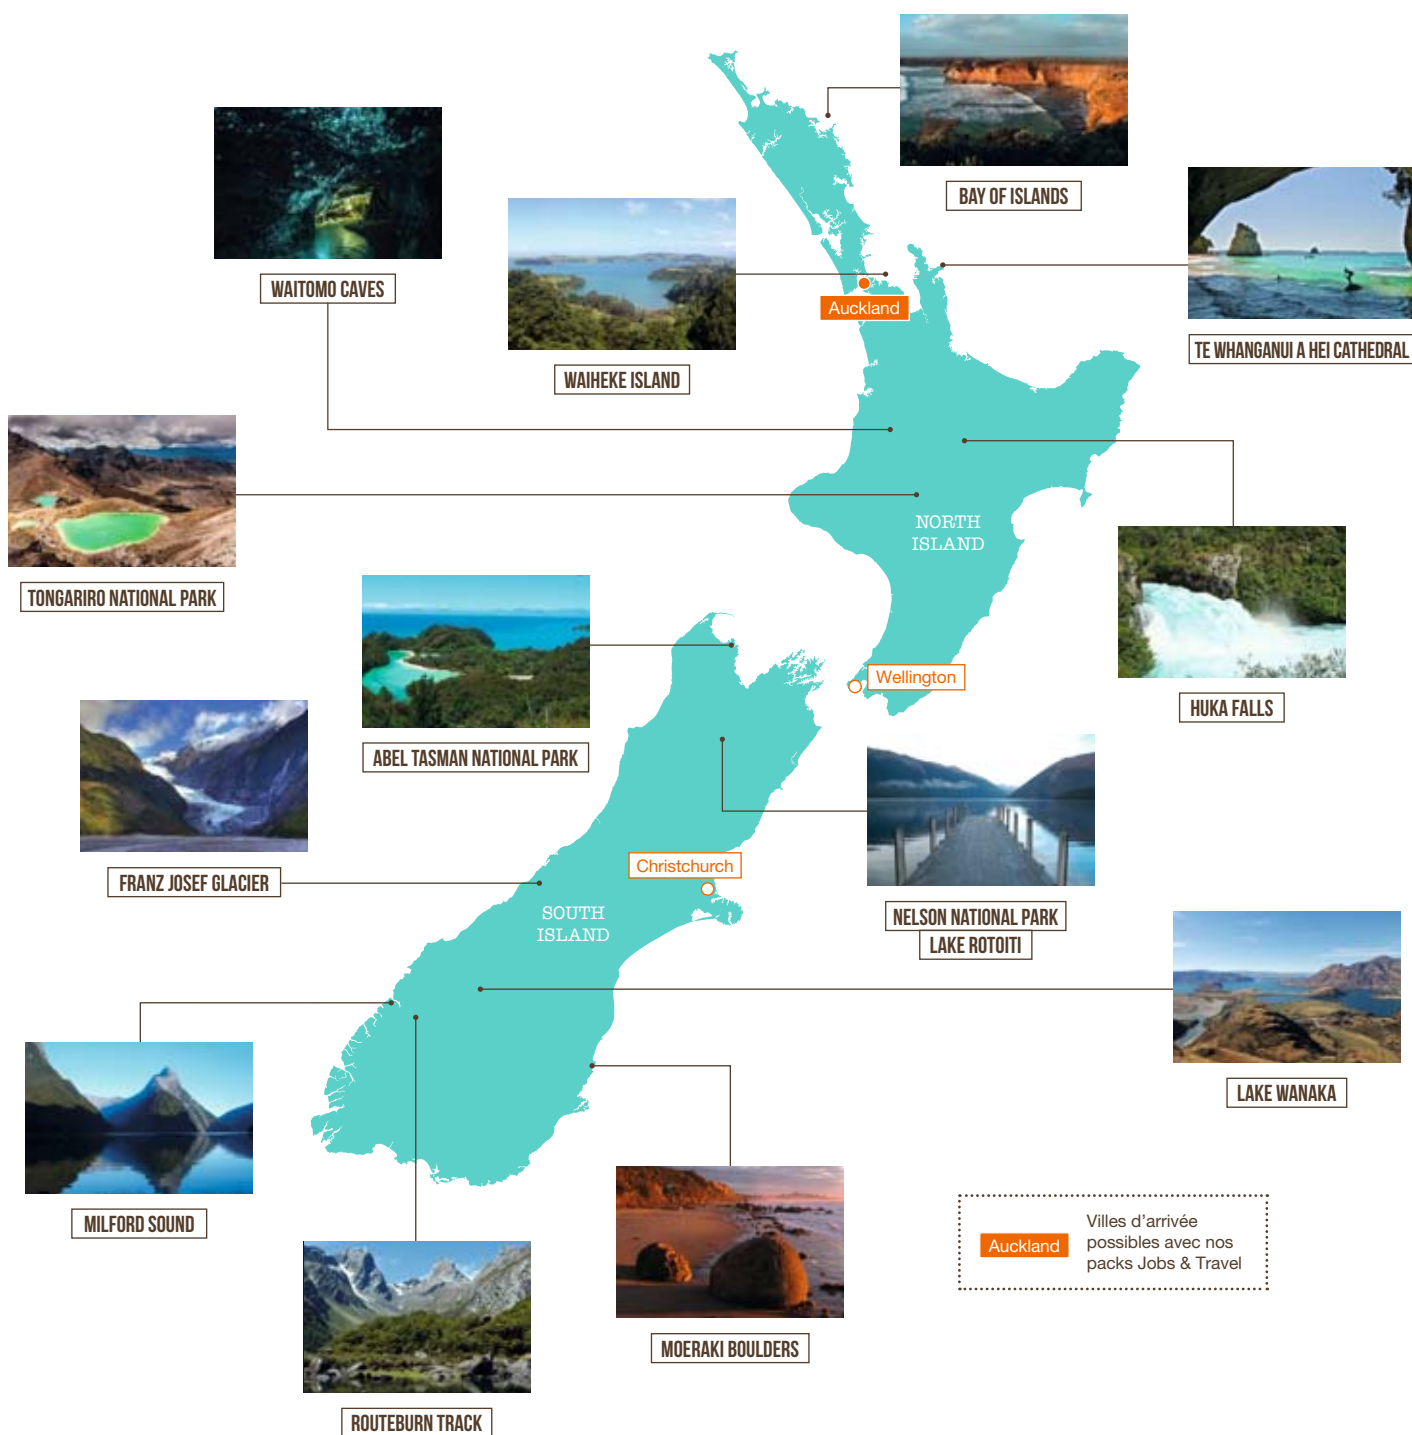 BAY OF ISLANDS
WAITOMO CAVES
Auckland
TE WHANGANUI A HEI CATHEDRAL
WAIHEKE ISLAND
NORTH
ISLAND
TONGARIRO NATIONAL PARK
Wellington
HUKA FALLS
ABEL TASMAN NATIONAL PARK
Christchurch
FRANZ JOSEF GLACIER
SOUTH
ISLAND
NELSON NATIONAL PARK
LAKE ROTOITI
LAKE WANAKA
MILFORD SOUND
Auckland
Villes d'arrivée
possibles avec nos
packs Jobs & Travel
MOERAKI BOULDERS
ROUTEBURN TRACK